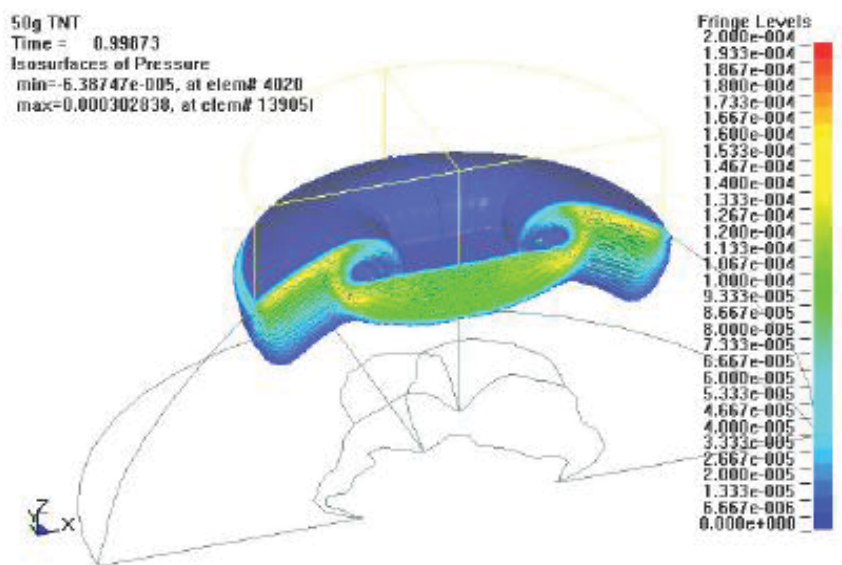 50g TNT
Time = 0.99873
Isosurfaces of Pressure
min=-6.38747e-005, at elem# 4020
max=0.000302838, at elem# 139051
Fringe Levels
2.000e-004
1.933e-004
1.867e-004
1.800e-004
1.733e-004
1.667e-004
1.600e-004
1.533e-004
1.467e-004
1.400e-004
1.333e-004
1.267e-004
1.200e-004
1.133e-004
1.067e-004
1.000e-004
9.333e-005
8.667e-005
8.000e-005
7.333e-005
6.667e-005
6.000e-005
5.333e-005
4.667e-005
4.000e-005
3.333e-005
2.667e-005
2.000e-005
1.333e-005
6.667e-006
0.000e+000
Z
Y
X